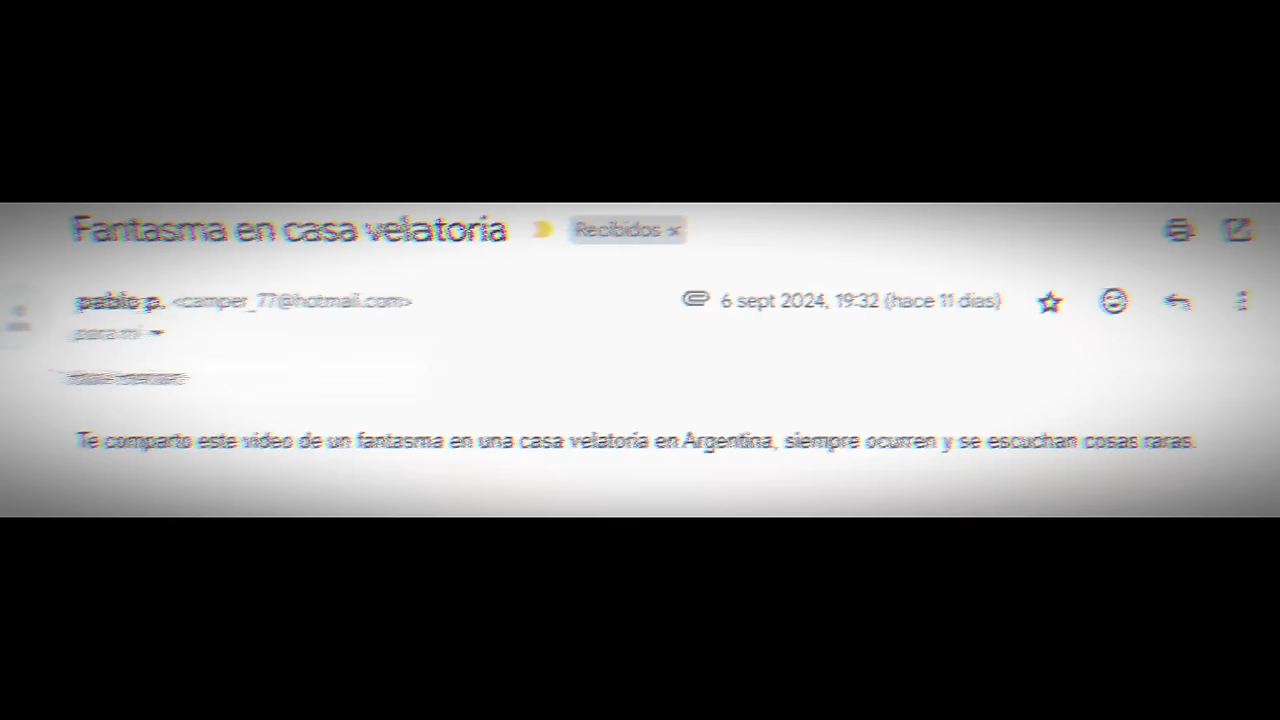 Fantasma en casa velatoria Recibidos x
pablo p. <camper_77@hotmail.com> 6 sept 2024, 19:32 (hace 11 días)
para mí
Te comparto este video de un fantasma en una casa velatoria en Argentina, siempre ocurren y se escuchan cosas raras.